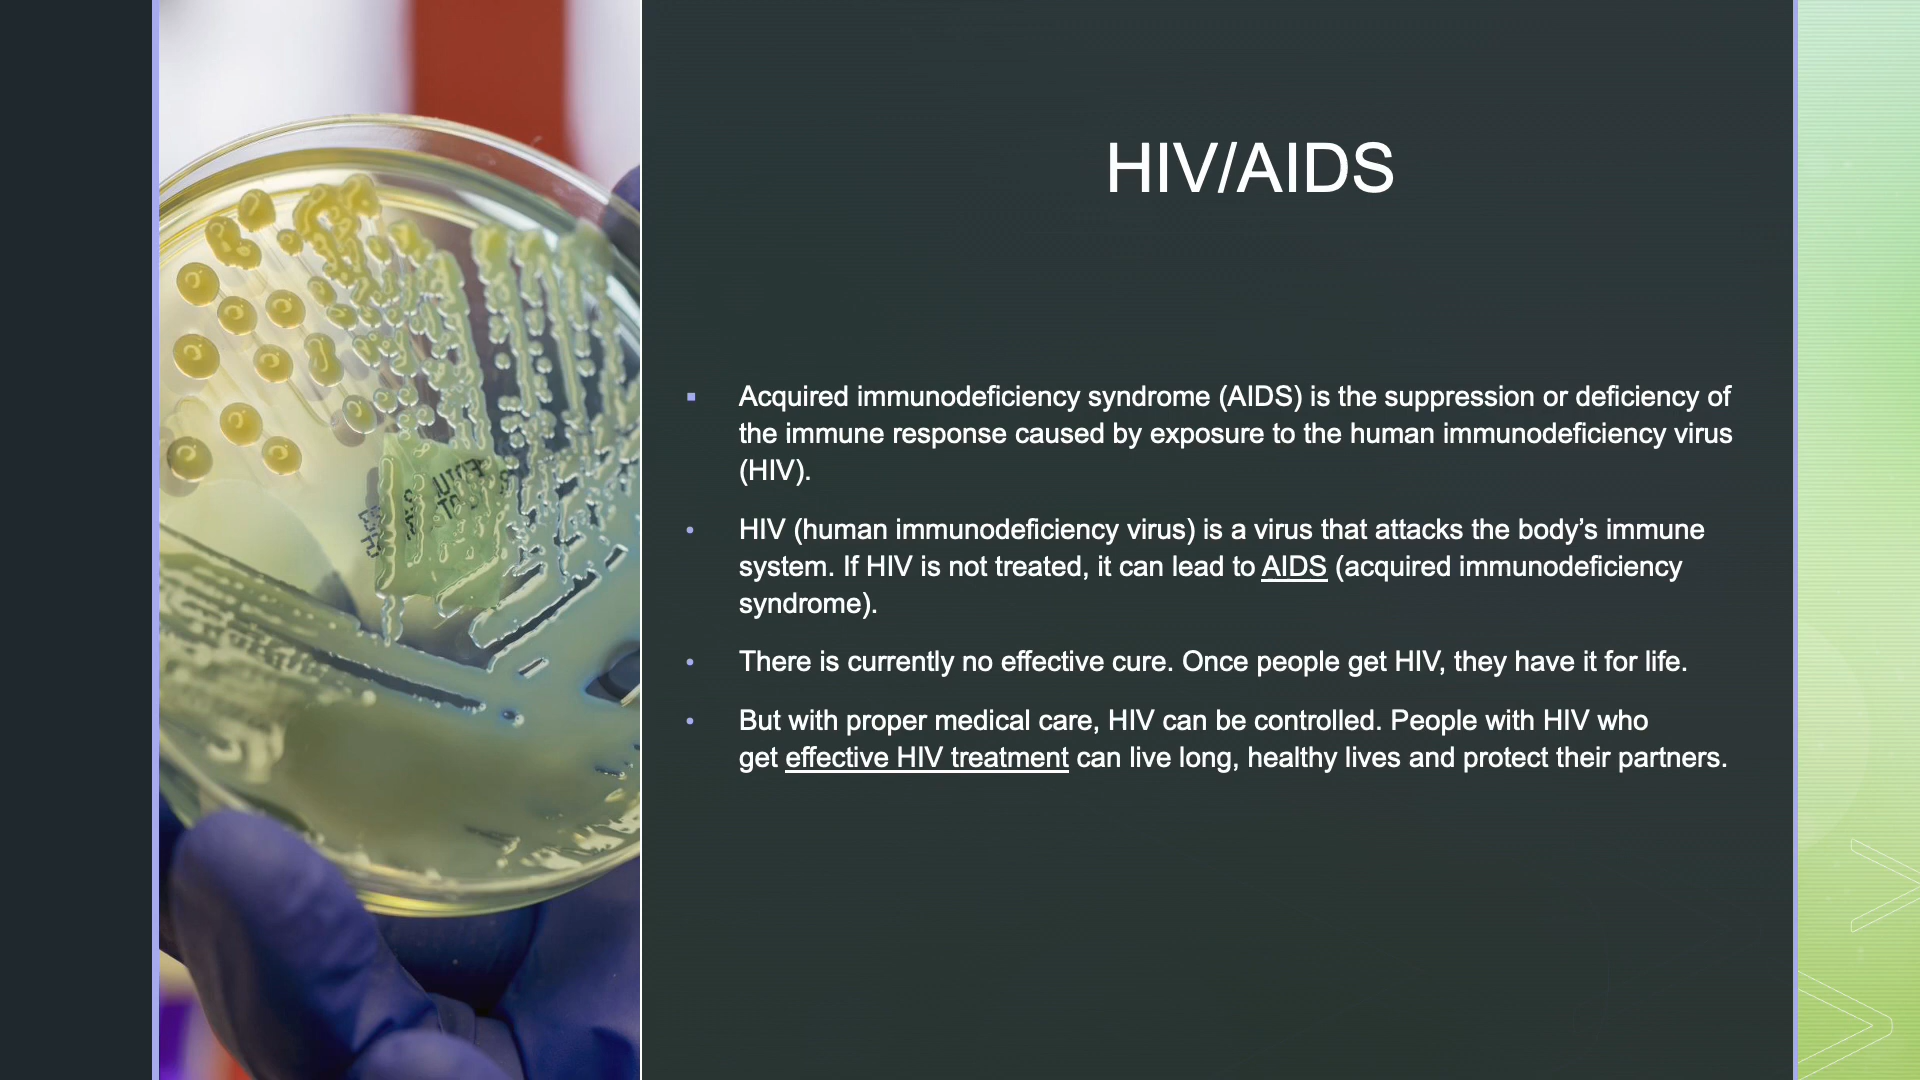 HIV/AIDS
▪ Acquired immunodeficiency syndrome (AIDS) is the suppression or deficiency of
the immune response caused by exposure to the human immunodeficiency virus
(HIV).
• HIV (human immunodeficiency virus) is a virus that attacks the body’s immune
system. If HIV is not treated, it can lead to AIDS (acquired immunodeficiency
syndrome).
• There is currently no effective cure. Once people get HIV, they have it for life.
• But with proper medical care, HIV can be controlled. People with HIV who
get effective HIV treatment can live long, healthy lives and protect their partners.